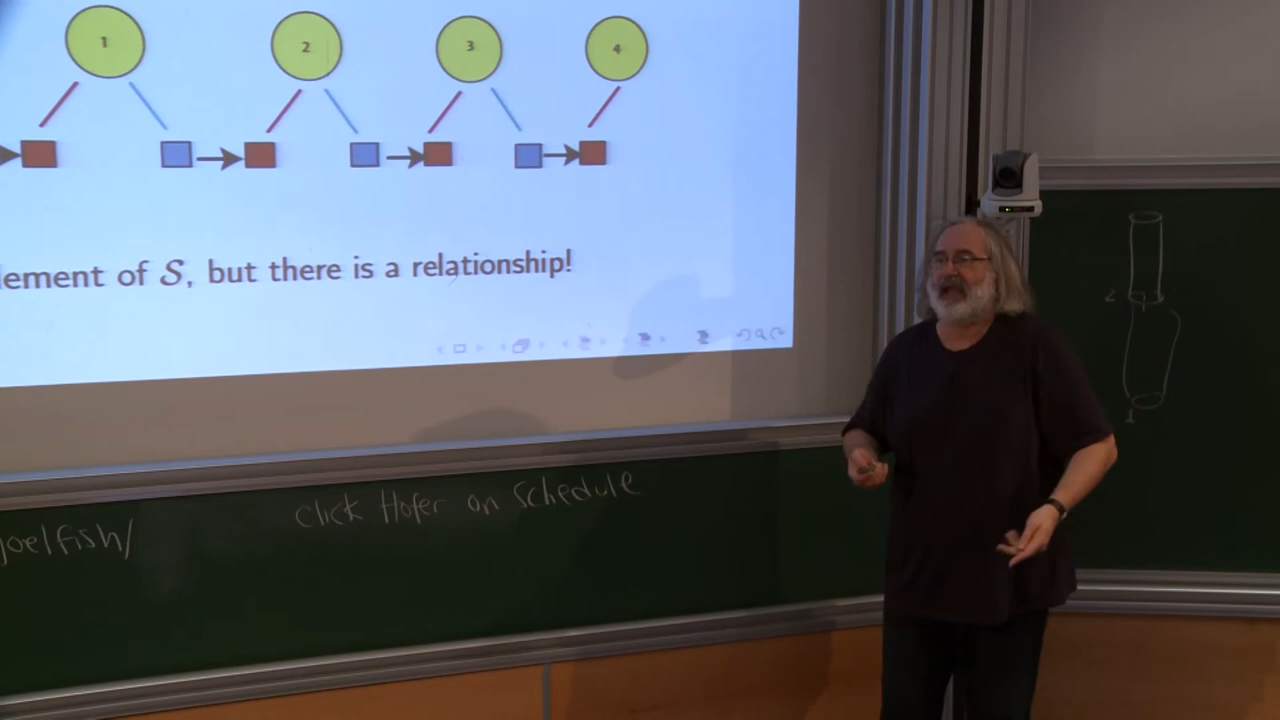 1 2 3 4
lement of S, but there is a relationship!
click Hofer on Schedule
joelfish/
2
1